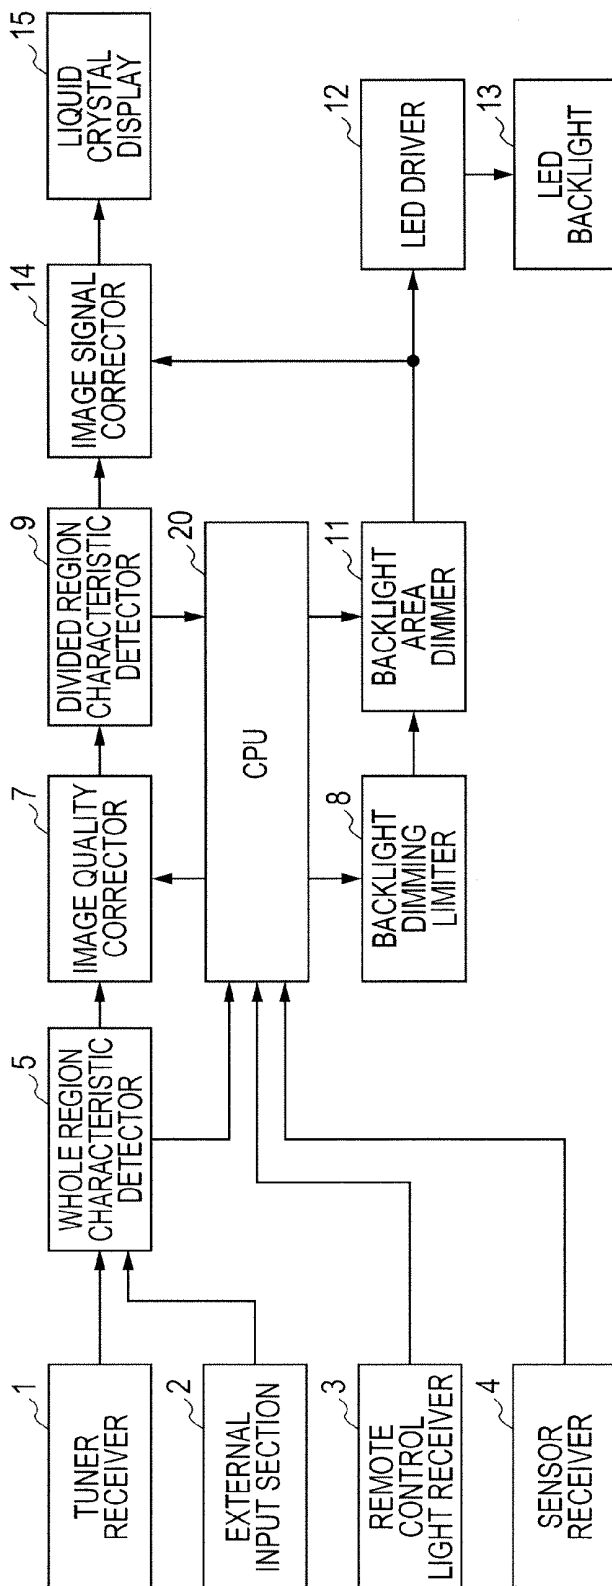 1
TUNER
RECEIVER
2
EXTERNAL
INPUT SECTION
3
REMOTE
CONTROL
LIGHT RECEIVER
4
SENSOR
RECEIVER
5
WHOLE REGION
CHARACTERISTIC
DETECTOR
7
IMAGE QUALITY
CORRECTOR
9
DIVIDED REGION
CHARACTERISTIC
DETECTOR
14
IMAGE SIGNAL
CORRECTOR
15
LIQUID
CRYSTAL
DISPLAY
20
CPU
8
BACKLIGHT
DIMMING
LIMITER
11
BACKLIGHT
AREA
DIMMER
12
LED DRIVER
13
LED
BACKLIGHT